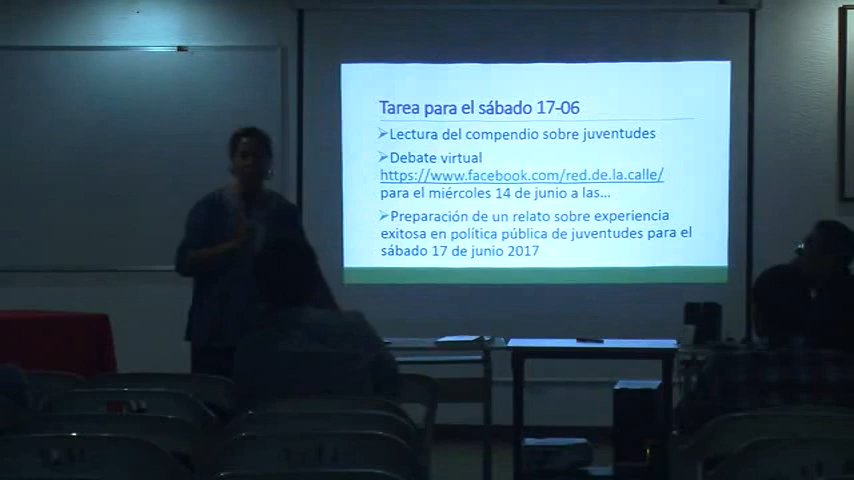 Tarea para el sábado 17-06
➢Lectura del compendio sobre juventudes
➢Debate virtual
https://www.facebook.com/red.de.la.calle/
para el miércoles 14 de junio a las...
➢Preparación de un relato sobre experiencia
exitosa en política pública de juventudes para el
sábado 17 de junio 2017